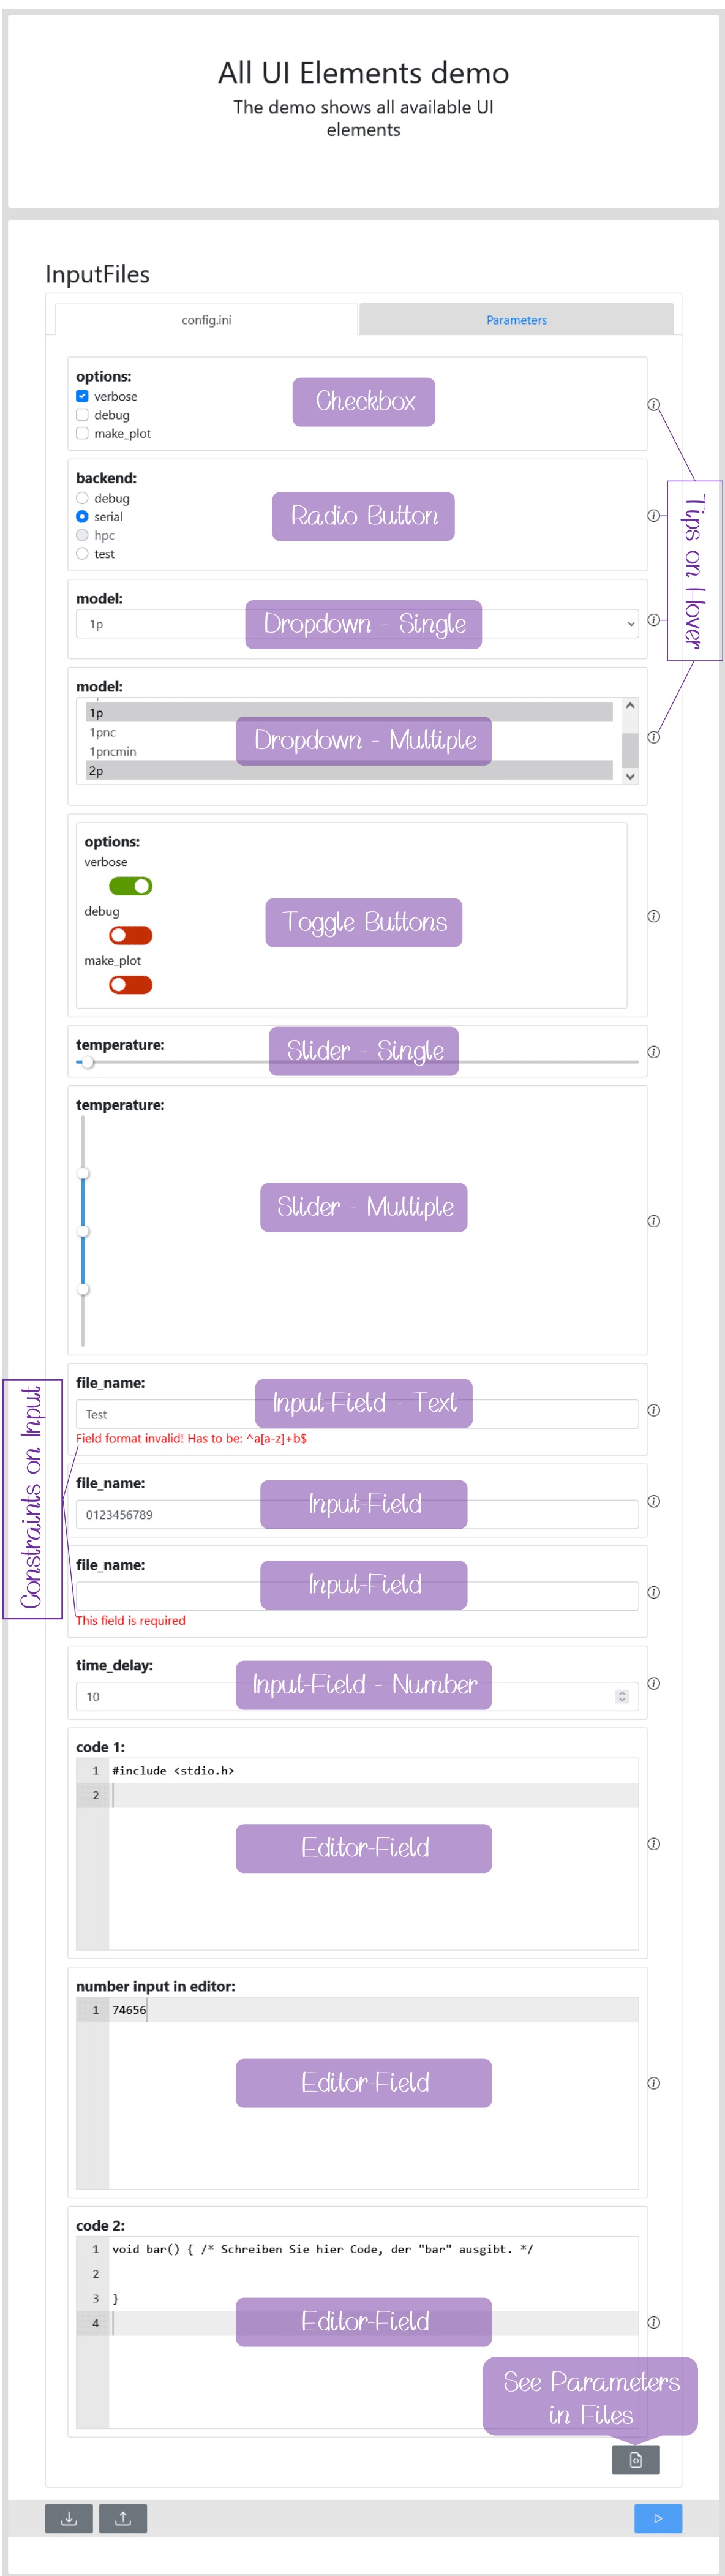 All UI Elements demo
The demo shows all available UI
elements
InputFiles
config.ini
Parameters
options:
verbose
debug
make_plot
Checkbox
backend:
debug
serial
hpc
test
Radio Button
Tips on Hover
model:
1p
Dropdown - Single
model:
1p
1pnc
1pncmin
2p
Dropdown - Multiple
options:
verbose
debug
make_plot
Toggle Buttons
temperature:
Slider - Single
temperature:
Slider - Multiple
Constraints on Input
file_name:
Test
Input-Field - Text
Field format invalid! Has to be: ^a[a-z]+b$
file_name:
0123456789
Input-Field
file_name:
Input-Field
This field is required
time_delay:
10
Input-Field - Number
code 1:
1 #include <stdio.h>
2
Editor-Field
number input in editor:
1 74656
Editor-Field
code 2:
1 void bar() { /* Schreiben Sie hier Code, der "bar" ausgibt. */
2
3 }
4
Editor-Field
See Parameters
in Files